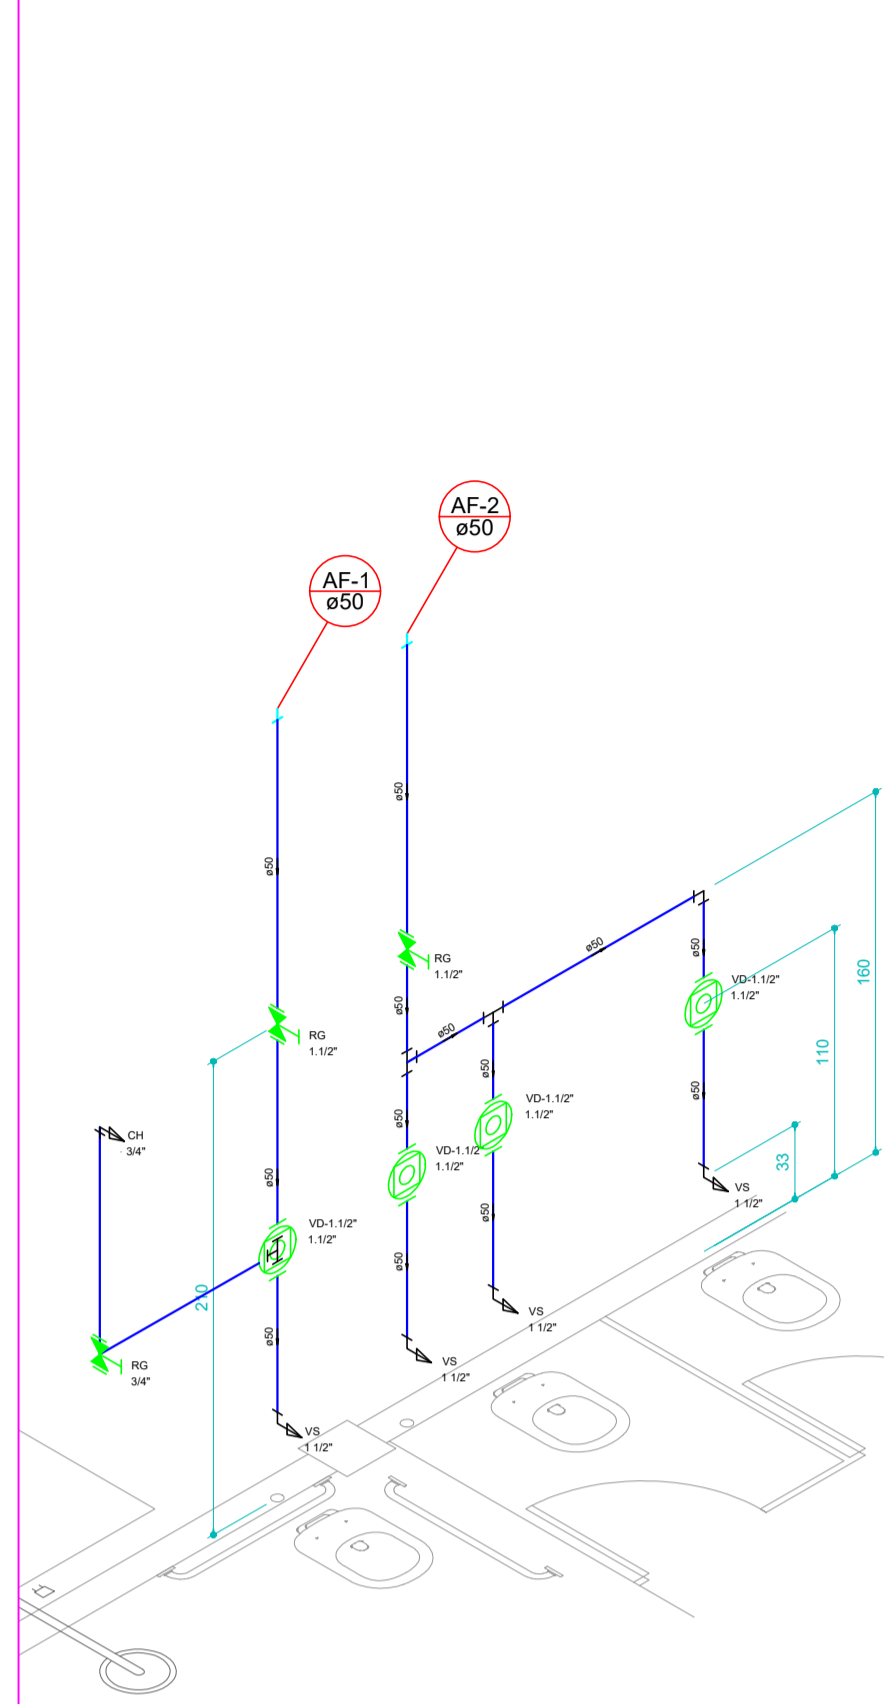 AF-2
ø50
AF-1
ø50
ø50
ø50
ø50
ø50
RG
1.1/2"
VD-1.1/2"
1.1/2"
160
ø50
ø50
RG
1.1/2"
110
ø50
ø50
VD-1.1/2"
1.1/2"
ø50
ø50
CH
3/4"
VD-1.1/2
1.1/2"
33
ø50
VS
1 1/2"
ø50
VD-1.1/2"
1.1/2"
ø50
210
VS
1 1/2"
ø50
RG
3/4"
VS
1 1/2"
VS
1 1/2"